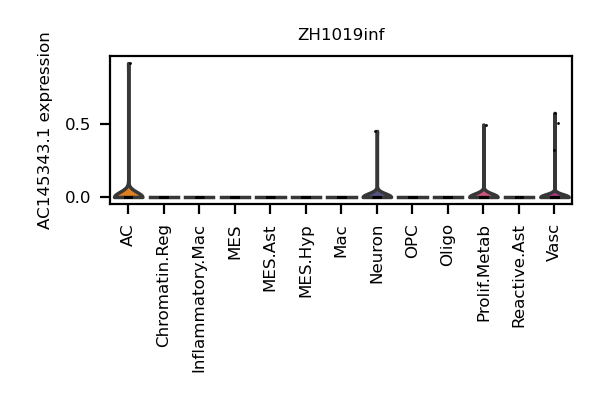 ZH1019inf
AC145343.1 expression
0.5
0.0
AC
Chromatin.Reg
Inflammatory.Mac
MES
MES.Ast
MES.Hyp
Mac
Neuron
OPC
Oligo
Prolif.Metab
Reactive.Ast
Vasc